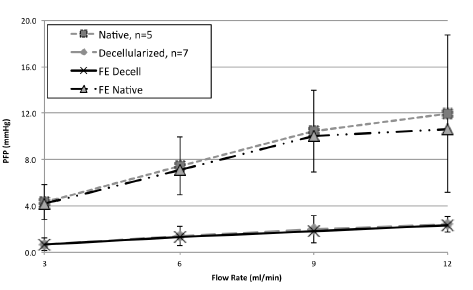 20.0
Native, n=5
Decellularized, n=7
FE Decell
FE Native
16.0
12.0
8.0
4.0
0.0
PFP (mmHg)
3 6 9 12
Flow Rate (ml/min)